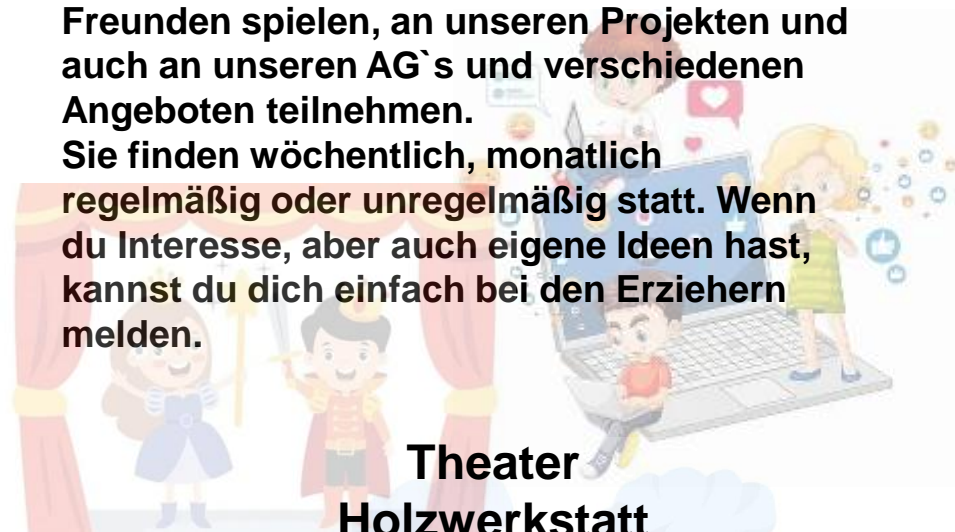 Freunden spielen, an unseren Projekten und
auch an unseren AG`s und verschiedenen
Angeboten teilnehmen.
Sie finden wöchentlich, monatlich
regelmäßig oder unregelmäßig statt. Wenn
du Interesse, aber auch eigene Ideen hast,
kannst du dich einfach bei den Erziehern
melden.
Theater
Holzwerkstatt